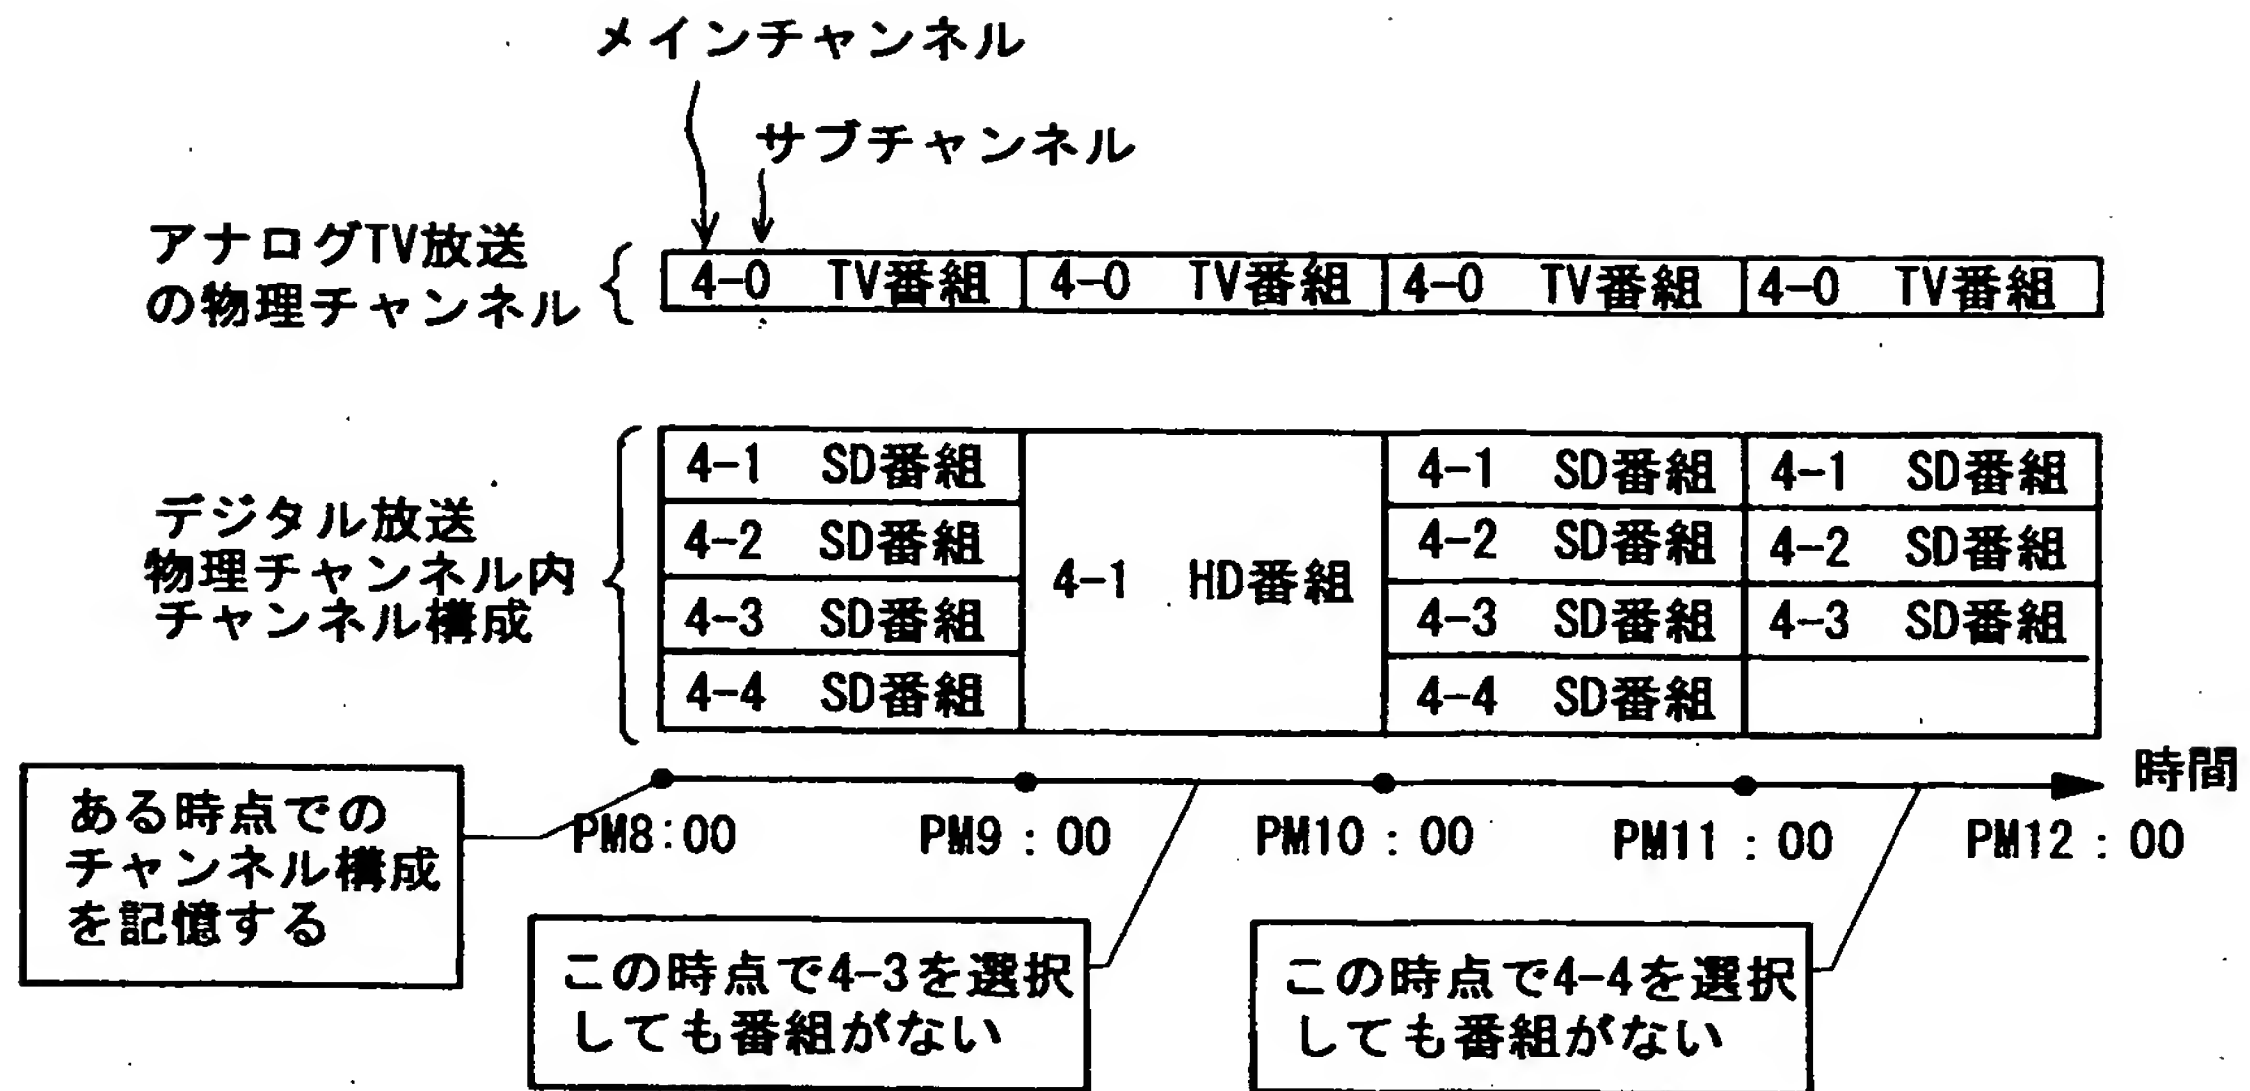 メインチャンネル
サブチャンネル
アナログTV放送
の物理チャンネル
4-0 TV番組 4-0 TV番組 4-0 TV番組 4-0 TV番組
デジタル放送
物理チャンネル内
チャンネル構成
4-1 SD番組 4-1 HD番組 4-1 SD番組 4-1 SD番組
4-2 SD番組 4-2 SD番組 4-2 SD番組
4-3 SD番組 4-3 SD番組 4-3 SD番組
4-4 SD番組 4-4 SD番組
時間
PM8:00 PM9:00 PM10:00 PM11:00 PM12:00
ある時点での
チャンネル構成
を記憶する
この時点で4-3を選択
しても番組がない
この時点で4-4を選択
しても番組がない